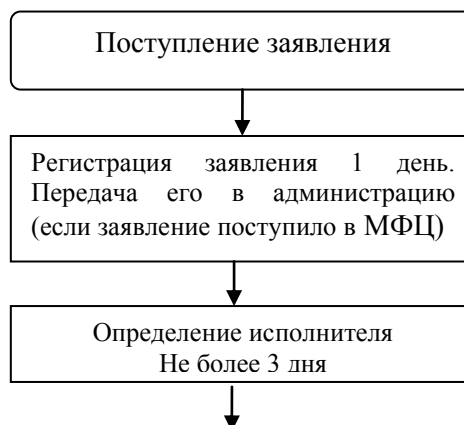 Поступление заявления
Регистрация заявления 1 день.
Передача его в администрацию
(если заявление поступило в МФЦ)
Определение исполнителя
Не более 3 дня